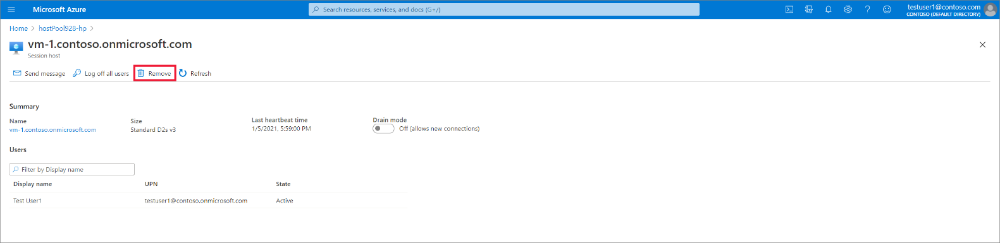 Microsoft Azure
Search resources, services, and docs (G+/)
testuser1@contoso.com
CONTOSO (DEFAULT DIRECTORY)
Home > hostPool928-hp >
vm-1.contoso.onmicrosoft.com
Session host
Send message Log off all users Remove Refresh
Summary
Name
vm-1.contoso.onmicrosoft.com
Size
Standard D2s v3
Last heartbeat time
1/5/2021, 5:59:00 PM
Drain mode
Off (allows new connections)
Users
Filter by Display name
Display name UPN State
Test User1 testuser1@contoso.onmicrosoft.com Active